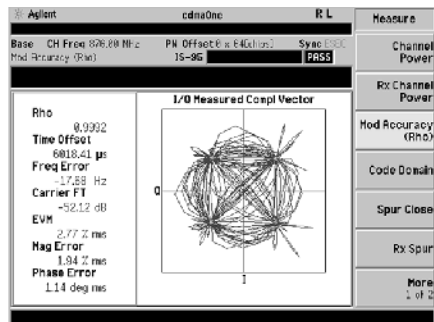 Agilent cdmaOne R L
Base CH Freq 876.00 MHz PN Offset 0 x 64[chips] Sync ESEC
Mod Accuracy (Rho) IS-95 PASS
I/Q Measured Compl Vector
Rho
0.9992
Time Offset
6018.41 µs
Freq Error
-17.68 Hz
Carrier FT
-52.12 dB
EVM
2.77 % rms
Mag Error
1.94 % rms
Phase Error
1.14 deg rms
Q
I
Measure
Channel
Power
Rx Channel
Power
Mod Accuracy
(Rho)
Code Domain
Spur Close
Rx Spur
More
1 of 2